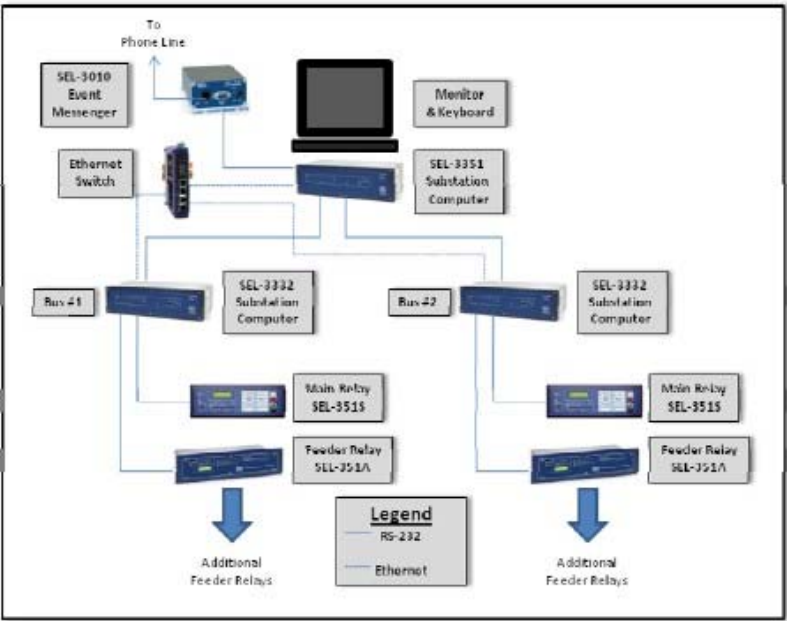 To
Phone Line
SEL-3010
Event
Messenger
Monitor
& Keyboard
Ethernet
Switch
SEL-3351
Substation
Computer
Bus #1
SEL-3332
Substation
Computer
Bus #2
SEL-3332
Substation
Computer
Main Relay
SEL-351S
Main Relay
SEL-351S
Feeder Relay
SEL-351A
Feeder Relay
SEL-351A
Legend
RS-232
Ethernet
Additional
Feeder Relays
Additional
Feeder Relays